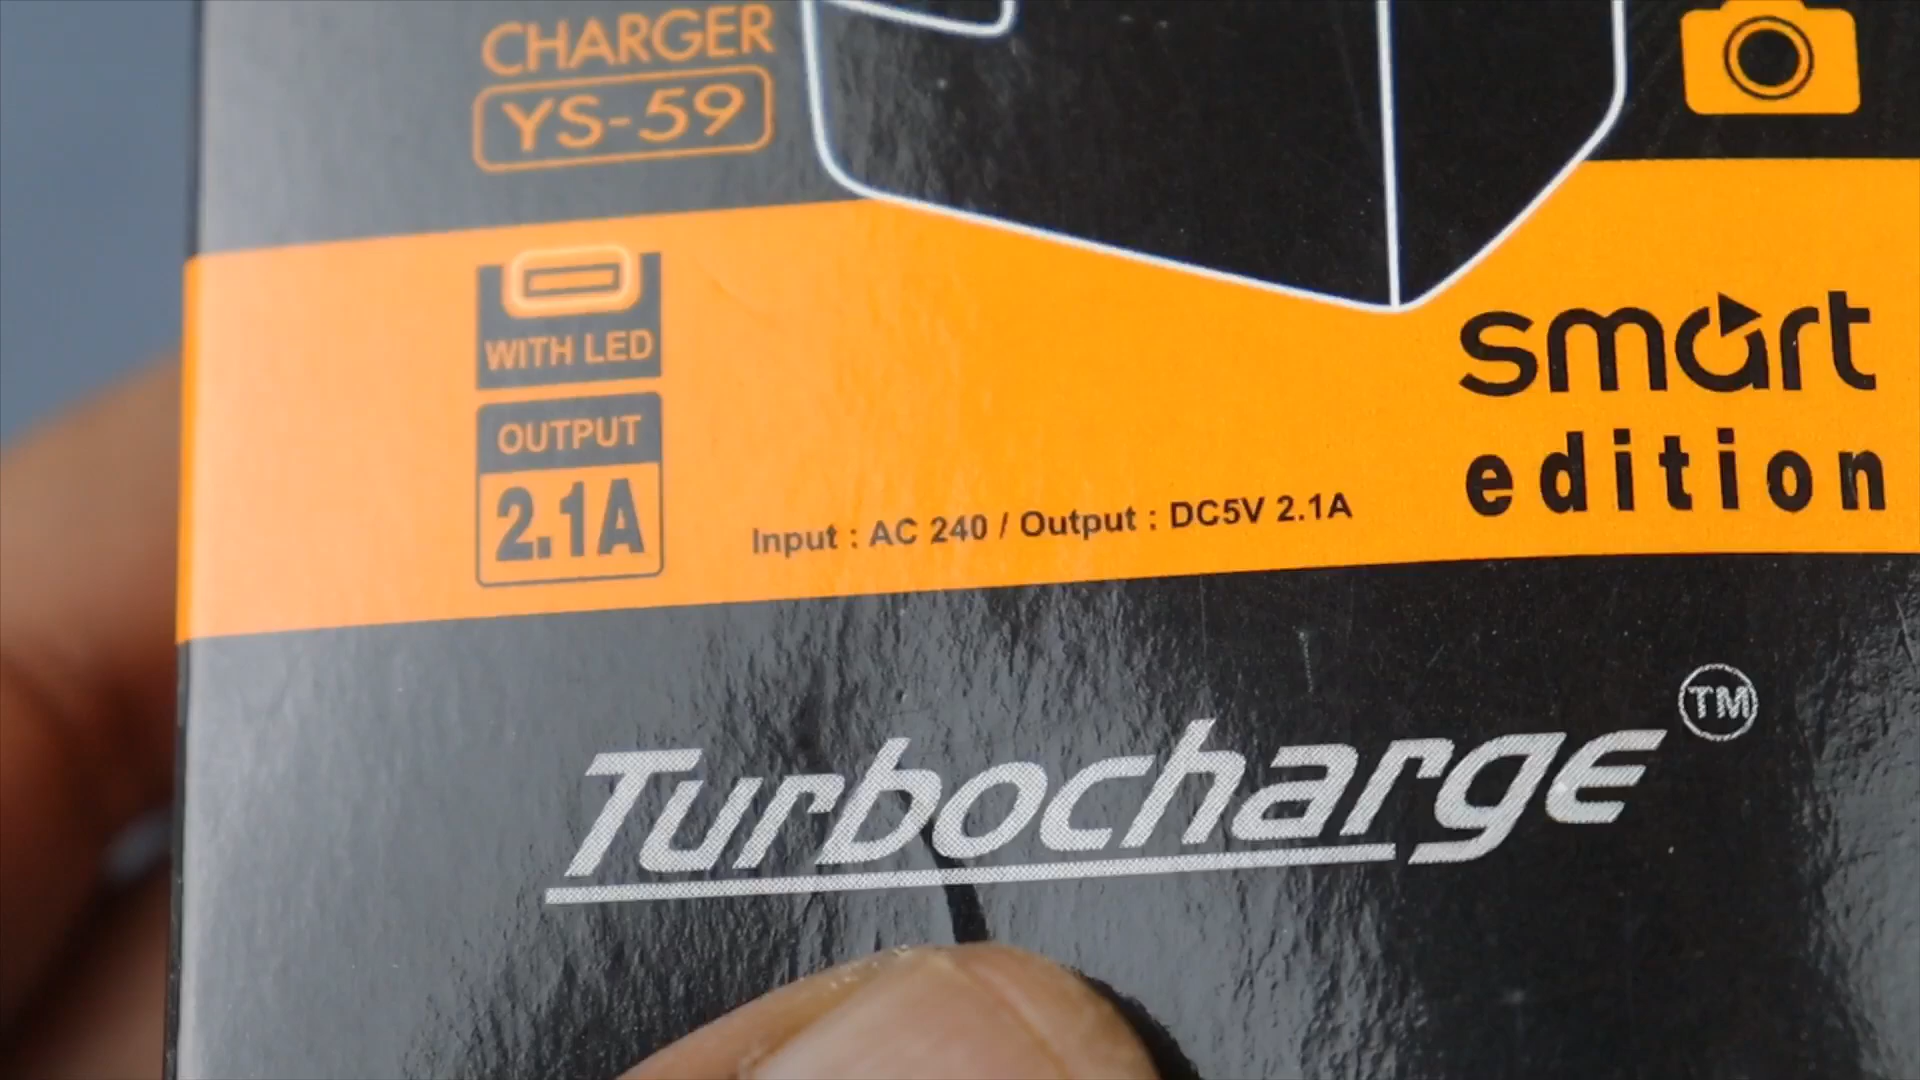 CHARGER
YS-59
WITH LED
OUTPUT
2.1A
Input : AC 240 / Output : DC5V 2.1A
smart
edition
Turbocharge TM